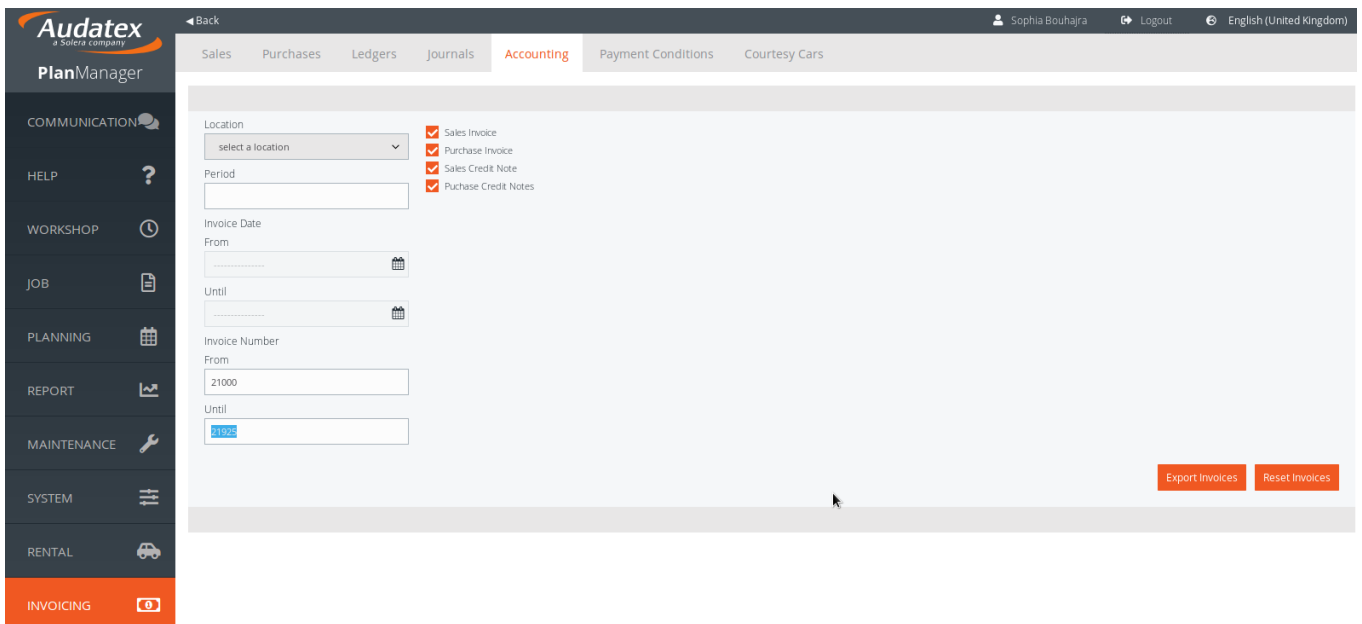 Audatex
a Solera company
PlanManager
◀ Back
Sophia Bouhajra
Logout
English (United Kingdom)
Sales
Purchases
Ledgers
Journals
Accounting
Payment Conditions
Courtesy Cars
COMMUNICATION
HELP
WORKSHOP
JOB
PLANNING
REPORT
MAINTENANCE
SYSTEM
RENTAL
INVOICING
Location
select a location
Period
Invoice Date
From
----------------
Until
----------------
Invoice Number
From
21000
Until
21925
Sales Invoice
Purchase Invoice
Sales Credit Note
Puchase Credit Notes
Export Invoices
Reset Invoices